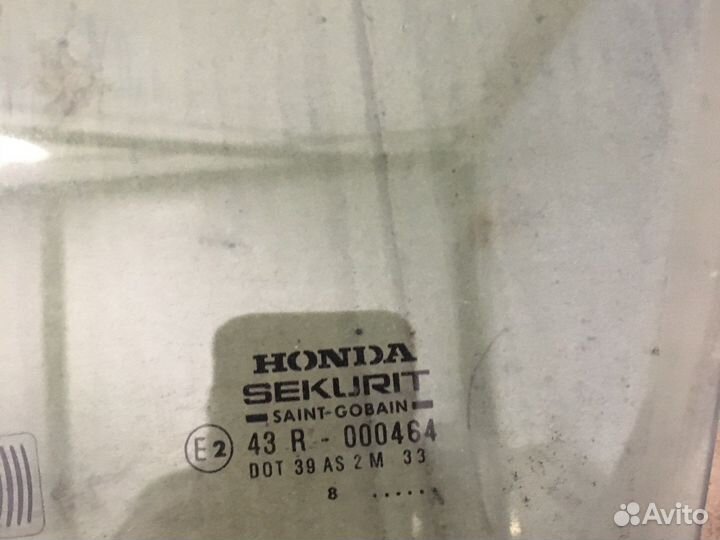 HONDA
SEKURIT
SAINT-GOBAIN
E2 43 R - 000464
DOT 39 AS 2 M 33
8 ......
Avito